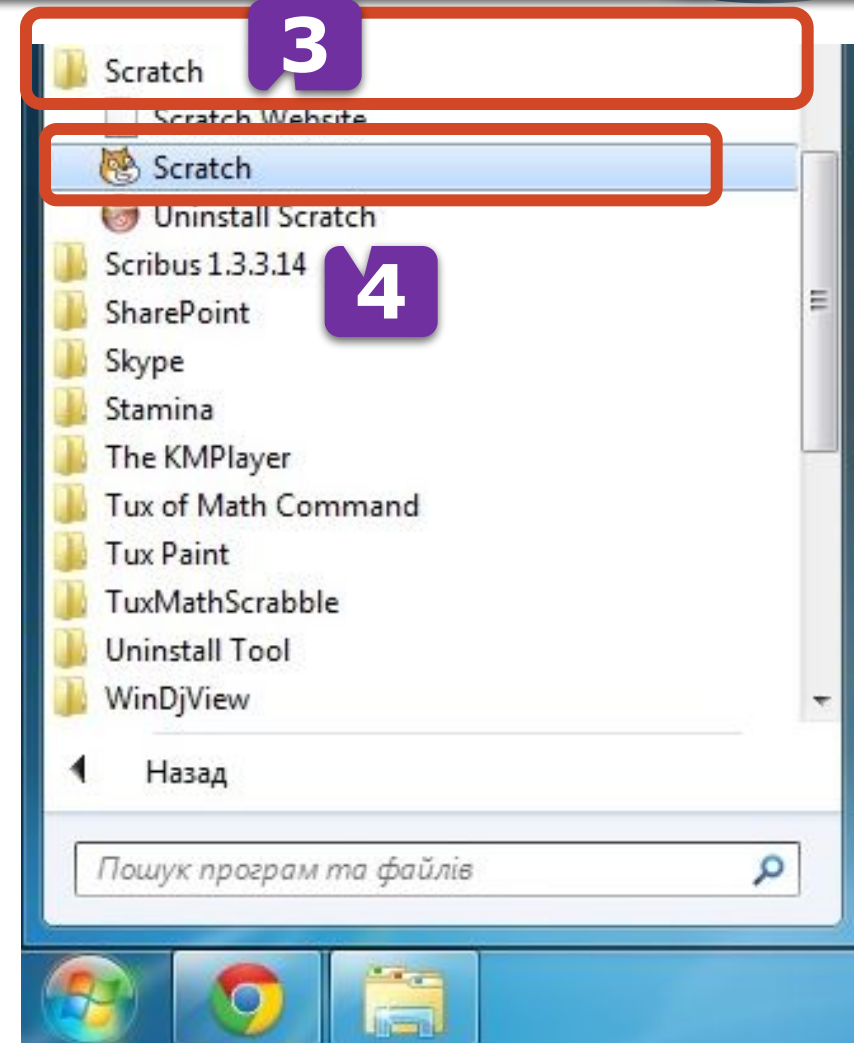 Scratch
3
Scratch Website
Scratch
Uninstall Scratch
Scribus 1.3.3.14
4
SharePoint
Skype
Stamina
The KMPlayer
Tux of Math Command
Tux Paint
TuxMathScrabble
Uninstall Tool
WinDjView
Назад
Пошук програм та файлів